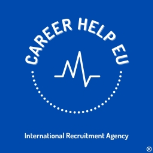 CAREER HELP EU
International Recruitment Agency
®